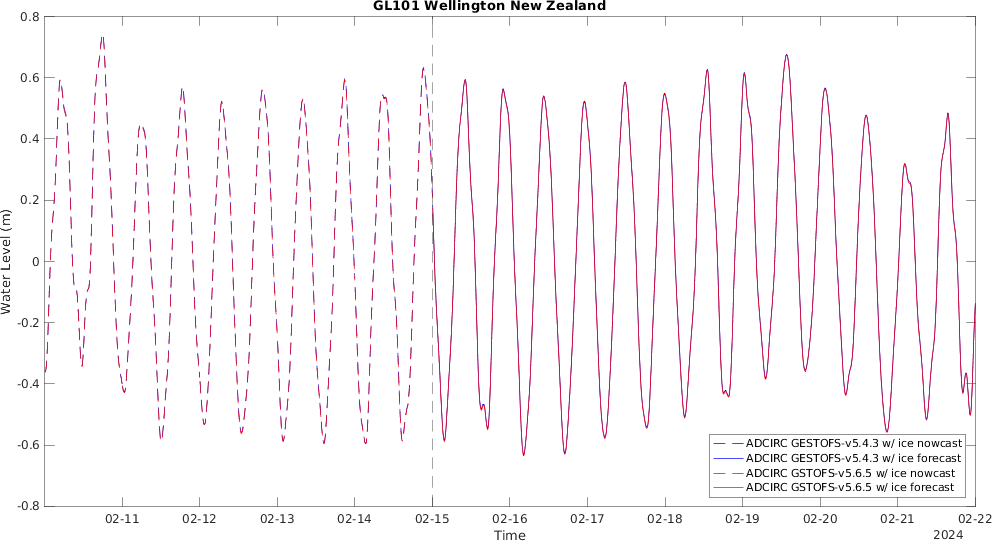 GL101 Wellington New Zealand
0.8
0.6
0.4
0.2
0
-0.2
-0.4
-0.6
-0.8
Water Level (m)
ADCIRC GESTOFS-v5.4.3 w/ ice nowcast
ADCIRC GESTOFS-v5.4.3 w/ ice forecast
ADCIRC GSTOFS-v5.6.5 w/ ice nowcast
ADCIRC GSTOFS-v5.6.5 w/ ice forecast
02-11 02-12 02-13 02-14 02-15 02-16 02-17 02-18 02-19 02-20 02-21 02-22
Time
2024